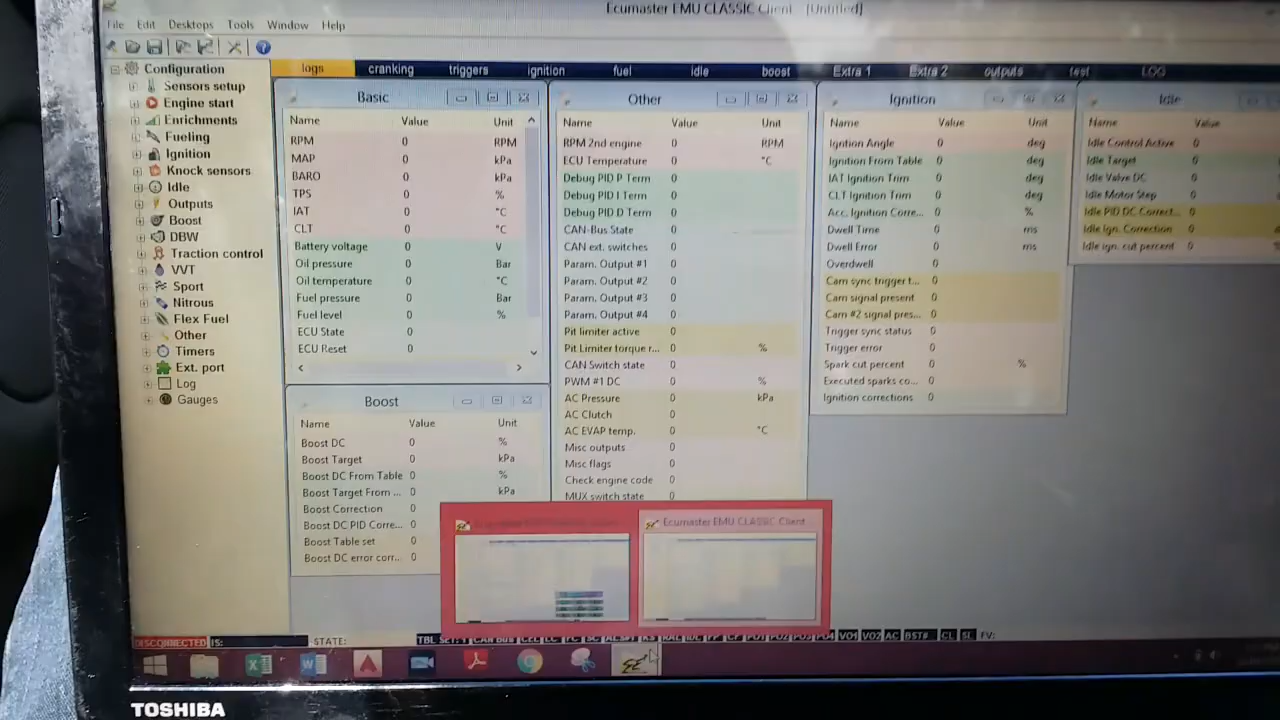 Ecumaster EMU CLASSIC Client [Untitled]
File Edit Desktops Tools Window Help
logs cranking triggers ignition fuel idle boost Extra 1 Extra 2 outputs test LOG
Configuration
Sensors setup
Engine start
Enrichments
Fueling
Ignition
Knock sensors
Idle
Outputs
Boost
DBW
Traction control
VVT
Sport
Nitrous
Flex Fuel
Other
Timers
Ext. port
Log
Gauges
Basic
Name Value Unit
RPM 0 RPM
MAP 0 kPa
BARO 0 kPa
TPS 0 %
IAT 0 °C
CLT 0 °C
Battery voltage 0 V
Oil pressure 0 Bar
Oil temperature 0 °C
Fuel pressure 0 Bar
Fuel level 0 %
ECU State 0
ECU Reset 0
Boost
Name Value Unit
Boost DC 0 %
Boost Target 0 kPa
Boost DC From Table 0 %
Boost Target From ... 0 kPa
Boost Correction 0
Boost DC PID Corre... 0
Boost Table set 0
Boost DC error corr... 0
Other
Name Value Unit
RPM 2nd engine 0 RPM
ECU Temperature 0 °C
Debug PID P Term 0
Debug PID I Term 0
Debug PID D Term 0
CAN-Bus State 0
CAN ext. switches 0
Param. Output #1 0
Param. Output #2 0
Param. Output #3 0
Param. Output #4 0
Pit limiter active 0
Pit Limiter torque r... 0 %
CAN Switch state 0
PWM #1 DC 0 %
AC Pressure 0 kPa
AC Clutch 0
AC EVAP temp. 0 °C
Misc outputs 0
Misc flags 0
Check engine code 0
MUX switch state 0
Ignition
Name Value Unit
Ignition Angle 0 deg
Ignition From Table 0 deg
IAT Ignition Trim 0 deg
CLT Ignition Trim 0 deg
Acc. Ignition Corre... 0 %
Dwell Time 0 ms
Dwell Error 0 ms
Overdwell 0
Cam sync trigger t... 0
Cam signal present 0
Cam #2 signal pres... 0
Trigger sync status 0
Trigger error 0
Spark cut percent 0 %
Executed sparks co... 0
Ignition corrections 0
Idle
Name Value
Idle Control Active 0
Idle Target 0
Idle Valve DC 0
Idle Motor Step 0
Idle PID DC Correct... 0
Idle Ign. Correction 0
Idle ign. cut percent 0
Ecumaster EMU CLASSIC Client...
DISCONNECTED IS: STATE: VO1 VO2 AC BST# CL SL FV:
TOSHIBA